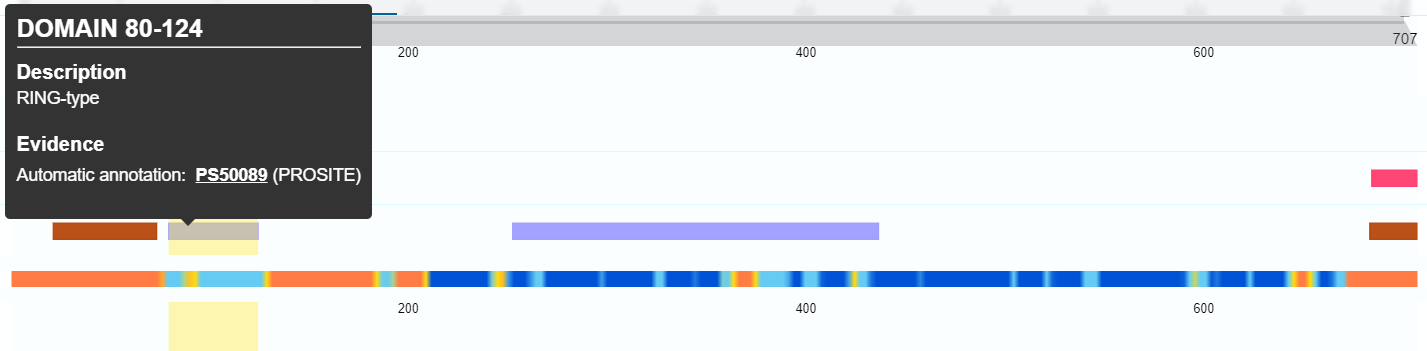 DOMAIN 80-124
Description
RING-type
Evidence
Automatic annotation: PS50089 (PROSITE)
200 400 600 707
200 400 600